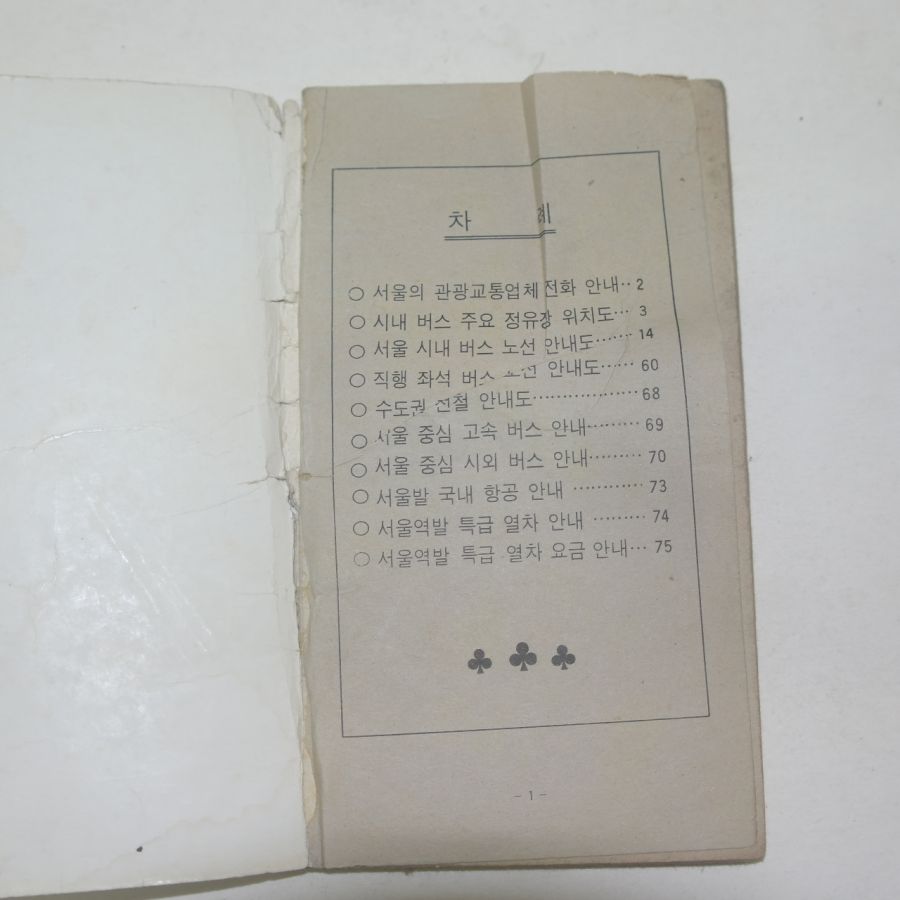 차 례
○ 서울의 관광교통업체 전화 안내‥ 2
○ 시내 버스 주요 정유장 위치도… 3
○ 서울 시내 버스 노선 안내도…… 14
○ 직행 좌석 버스 노선 안내도…… 60
○ 수도권 전철 안내도……………… 68
○ 서울 중심 고속 버스 안내……… 69
○ 서울 중심 시외 버스 안내……… 70
○ 서울발 국내 항공 안내 ………… 73
○ 서울역발 특급 열차 안내 ……… 74
○ 서울역발 특급 열차 요금 안내… 75
♣ ♣ ♣
– 1 –